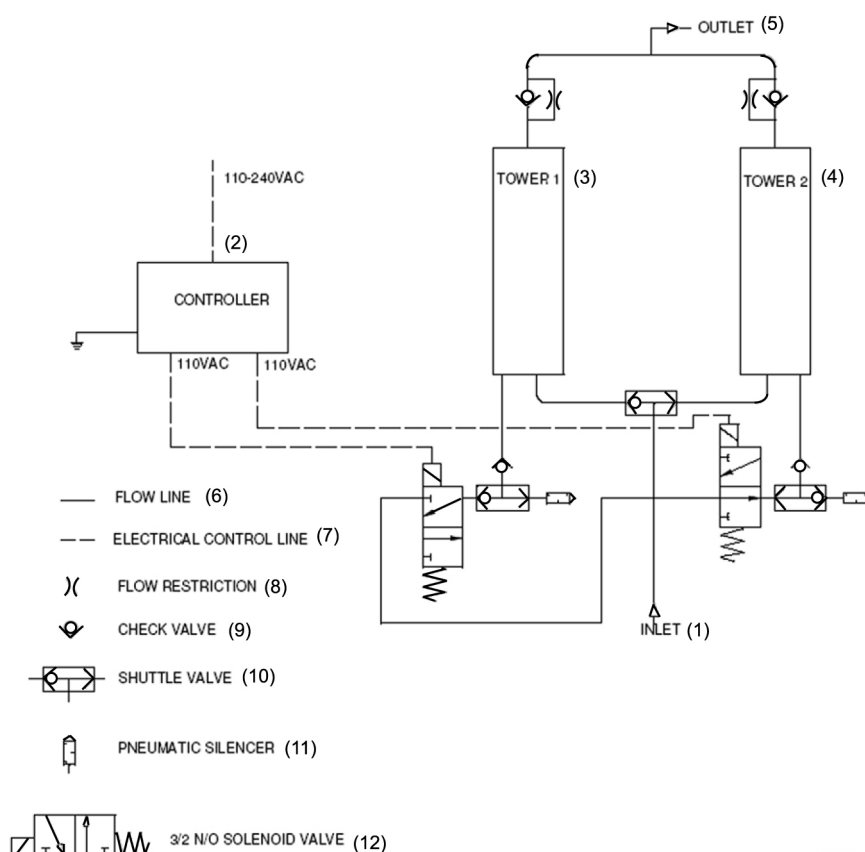 OUTLET (5)
TOWER 1 (3)
TOWER 2 (4)
110-240VAC
(2)
CONTROLLER
110VAC 110VAC
FLOW LINE (6)
ELECTRICAL CONTROL LINE (7)
FLOW RESTRICTION (8)
CHECK VALVE (9)
INLET (1)
SHUTTLE VALVE (10)
PNEUMATIC SILENCER (11)
3/2 N/O SOLENOID VALVE (12)